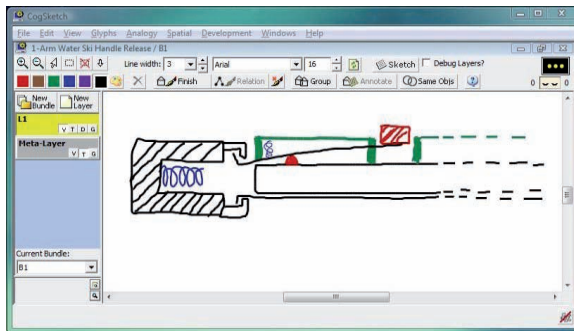 CogSketch
File Edit View Glyphs Analogy Spatial Development Windows Help
1-Arm Water Ski Handle Release / B1
Line width: 3 Arial 16 Sketch Debug Layers?
Finish Relation Group Annotate Same Objs 0 0
New Bundle New Layer
L1
V T D G
Meta-Layer
V T G
Current Bundle:
B1